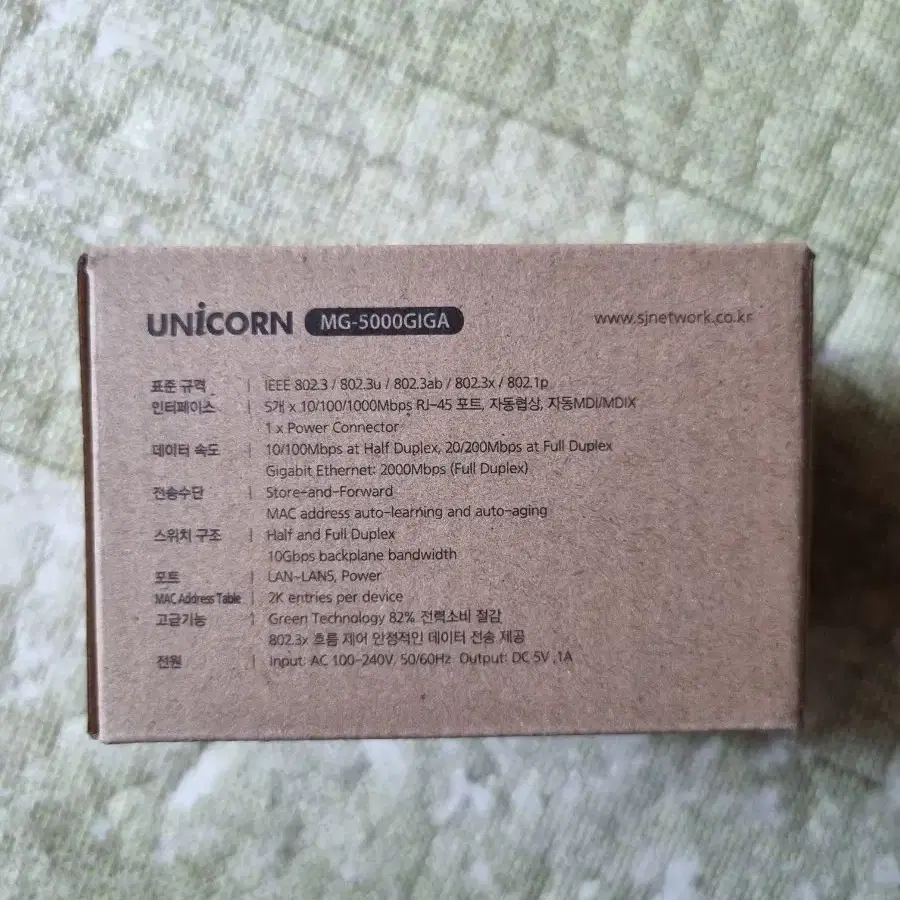 UNiCORN MG-5000GIGA www.sjnetwork.co.kr
표준 규격 | IEEE 802.3 / 802.3u / 802.3ab / 802.3x / 802.1p
인터페이스 | 5개 x 10/100/1000Mbps RJ-45 포트, 자동협상, 자동MDI/MDIX
1 x Power Connector
데이터 속도 | 10/100Mbps at Half Duplex, 20/200Mbps at Full Duplex
Gigabit Ethernet: 2000Mbps (Full Duplex)
전송수단 | Store-and-Forward
MAC address auto-learning and auto-aging
스위치 구조 | Half and Full Duplex
10Gbps backplane bandwidth
포트 | LAN~LAN5, Power
MAC Address Table | 2K entries per device
고급기능 | Green Technology 82% 전력소비 절감
802.3x 흐름 제어 안정적인 데이터 전송 제공
전원 | Input: AC 100-240V, 50/60Hz Output: DC 5V ,1A